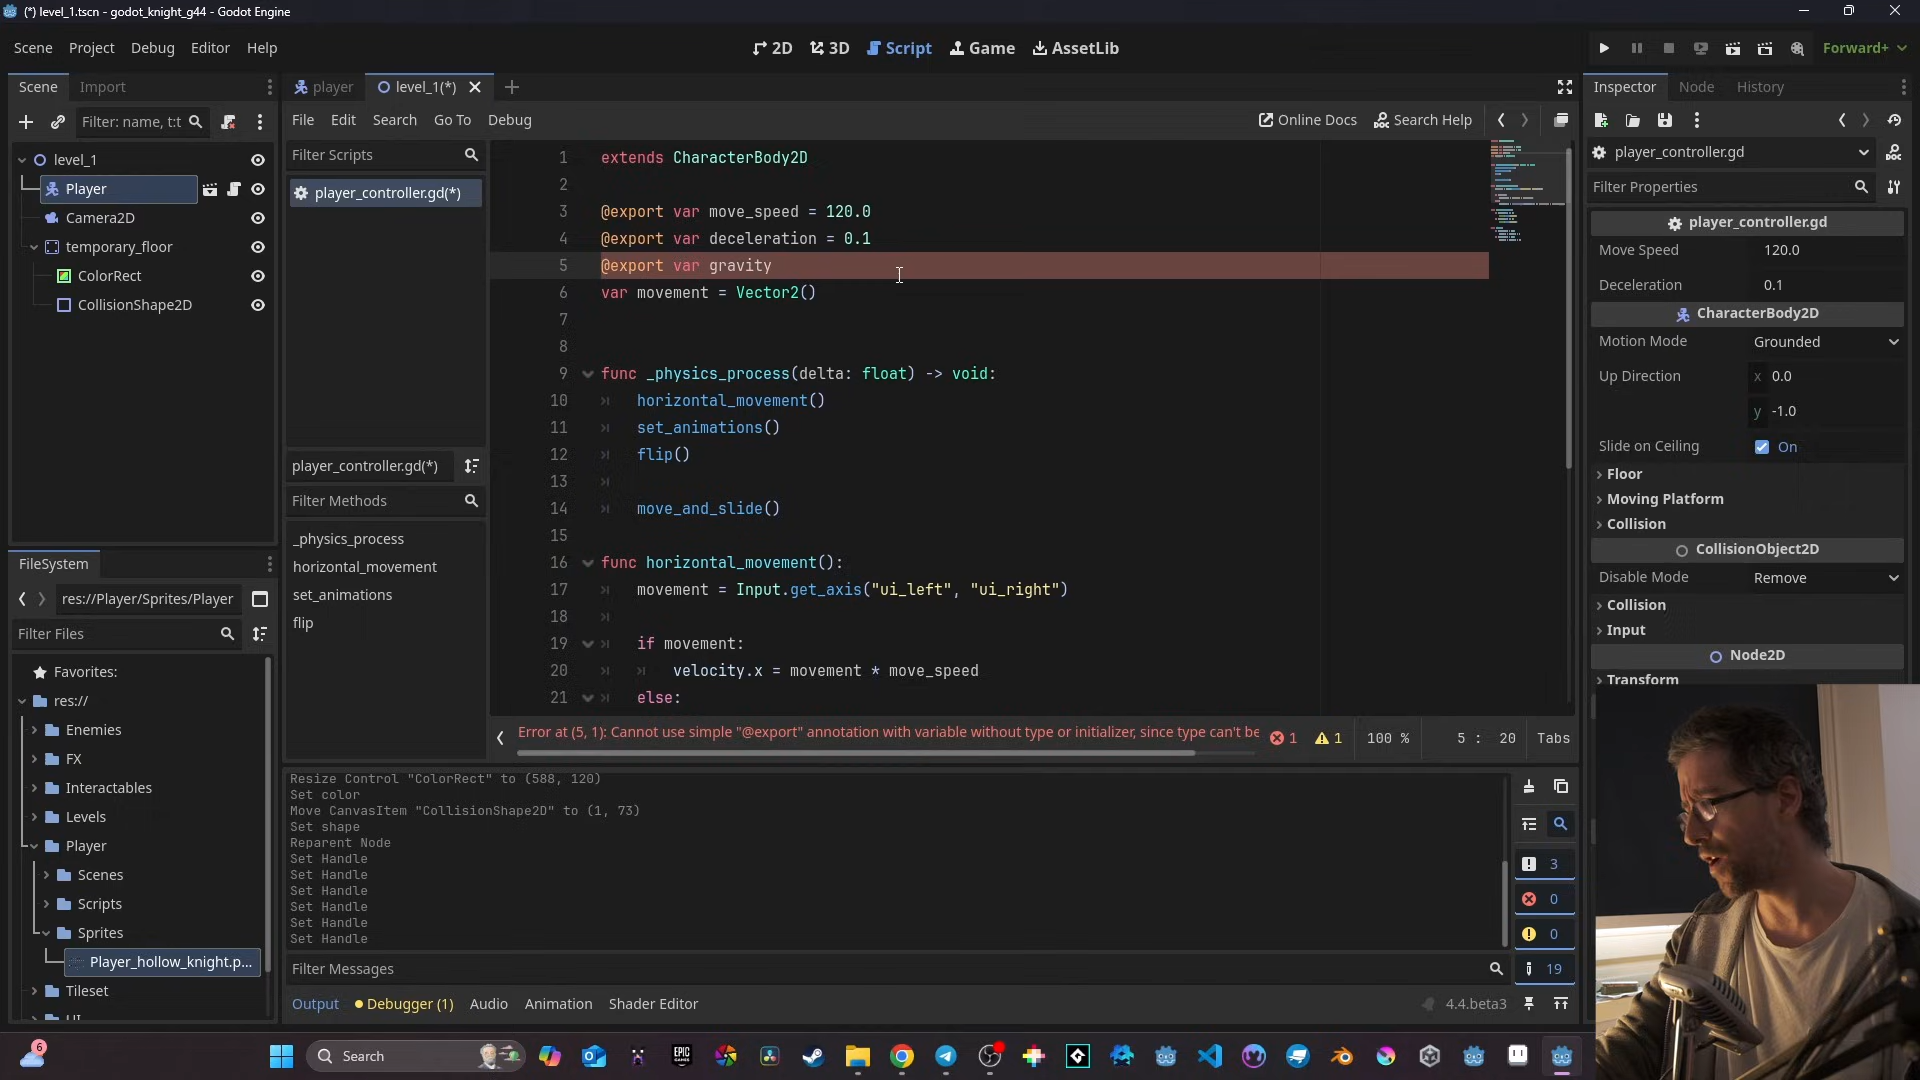 (*) level_1.tscn - godot_knight_g44 - Godot Engine
Scene Project Debug Editor Help
2D 3D Script Game AssetLib
Forward+
Scene Import
player level_1(*)
Inspector Node History
Filter: name, t:t
File Edit Search Go To Debug
Online Docs Search Help
level_1
Player
Camera2D
temporary_floor
ColorRect
CollisionShape2D
Filter Scripts
player_controller.gd(*)
player_controller.gd(*)
Filter Methods
_physics_process
horizontal_movement
set_animations
flip
1 extends CharacterBody2D
2
3 @export var move_speed = 120.0
4 @export var deceleration = 0.1
5 @export var gravity
6 var movement = Vector2()
7
8
9 func _physics_process(delta: float) -> void:
10 horizontal_movement()
11 set_animations()
12 flip()
13
14 move_and_slide()
15
16 func horizontal_movement():
17 movement = Input.get_axis("ui_left", "ui_right")
18
19 if movement:
20 velocity.x = movement * move_speed
21 else:
Error at (5, 1): Cannot use simple "@export" annotation with variable without type or initializer, since type can't be
1 1 100 % 5 : 20 Tabs
player_controller.gd
Filter Properties
player_controller.gd
Move Speed 120.0
Deceleration 0.1
CharacterBody2D
Motion Mode Grounded
Up Direction x 0.0
y -1.0
Slide on Ceiling On
Floor
Moving Platform
Collision
CollisionObject2D
Disable Mode Remove
Collision
Input
Node2D
Transform
FileSystem
res://Player/Sprites/Player
Filter Files
Favorites:
res://
Enemies
FX
Interactables
Levels
Player
Scenes
Scripts
Sprites
Player_hollow_knight.p...
Tileset
Resize Control "ColorRect" to (588, 120)
Set color
Move CanvasItem "CollisionShape2D" to (1, 73)
Set shape
Reparent Node
Set Handle
Set Handle
Set Handle
Set Handle
Set Handle
Set Handle
3
0
0
19
Filter Messages
Output Debugger (1) Audio Animation Shader Editor
4.4.beta3
6
Search